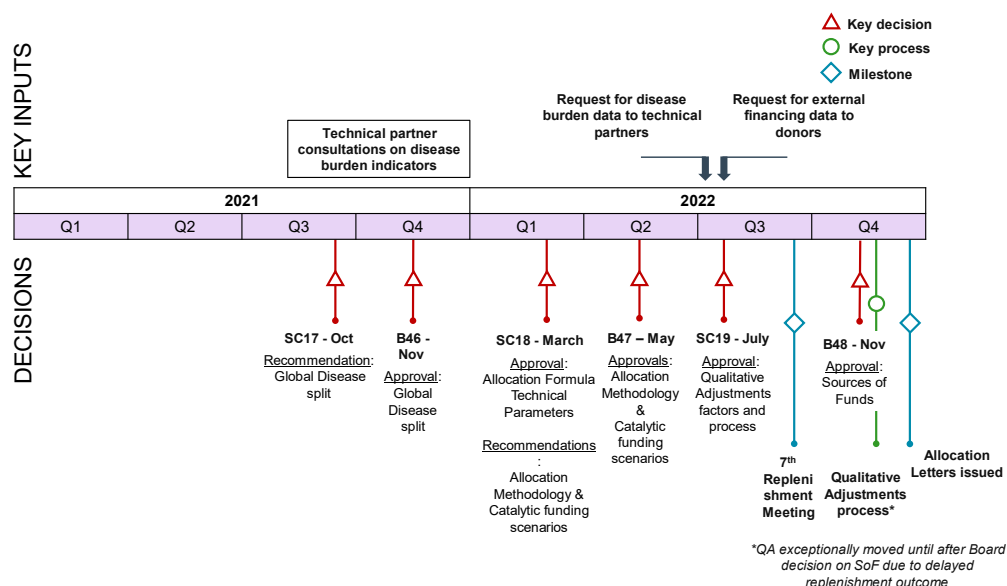 Key decision
Key process
Milestone
KEY INPUTS
Request for disease
burden data to technical
partners
Request for external
financing data to
donors
Technical partner
consultations on disease
burden indicators
2021
2022
Q1
Q2
Q3
Q4
Q1
Q2
Q3
Q4
DECISIONS
SC17 - Oct
Recommendation:
Global Disease
split
B46 -
Nov
Approval:
Global
Disease
split
SC18 - March
Approval:
Allocation Formula
Technical
Parameters
Recommendations
:
Allocation
Methodology &
Catalytic funding
scenarios
B47 – May
Approvals:
Allocation
Methodology
&
Catalytic
funding
scenarios
SC19 - July
Approval:
Qualitative
Adjustments
factors and
process
7th
Repleni
shment
Meeting
B48 - Nov
Approval:
Sources of
Funds
Qualitative
Adjustments
process*
Allocation
Letters issued
*QA exceptionally moved until after Board
decision on SoF due to delayed
replenishment outcome